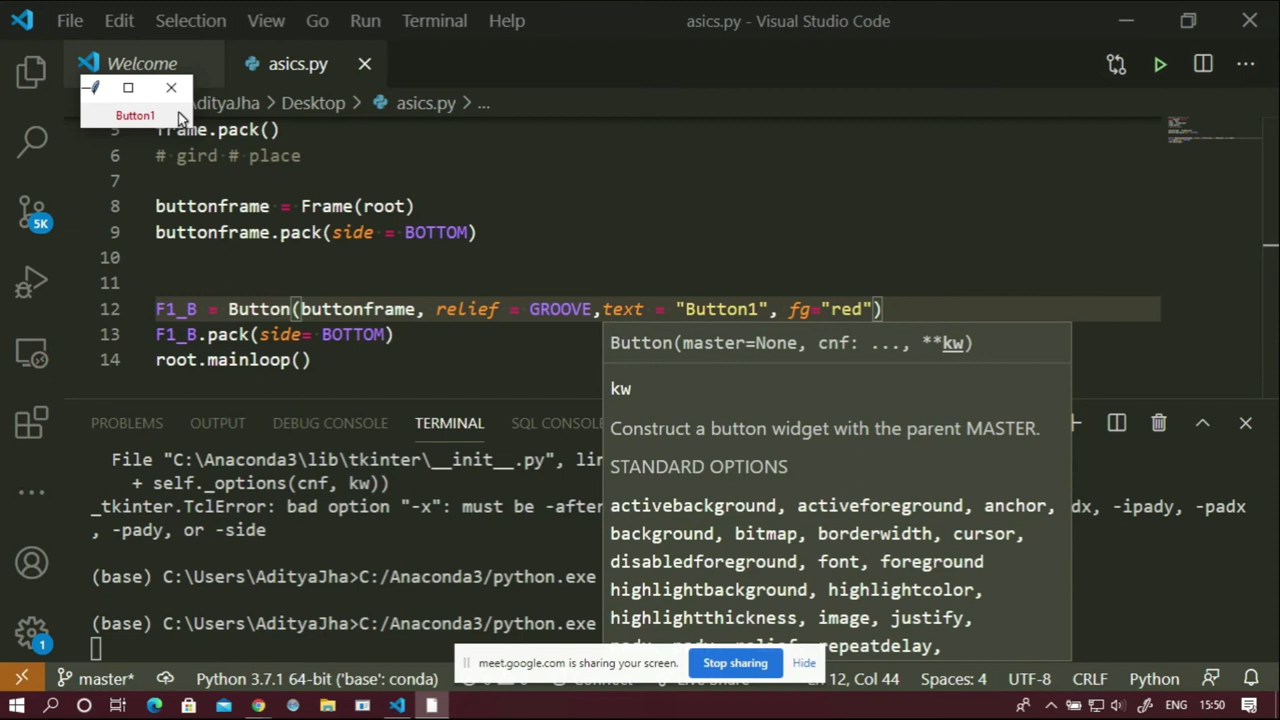 File Edit Selection View Go Run Terminal Help asics.py - Visual Studio Code
Welcome asics.py
AdityaJha > Desktop > asics.py > ...
Button1
5 frame.pack()
6 # gird # place
7
8 buttonframe = Frame(root)
9 buttonframe.pack(side = BOTTOM)
10
11
12 F1_B = Button(buttonframe, relief = GROOVE,text = "Button1", fg="red")
13 F1_B.pack(side= BOTTOM)
14 root.mainloop()
Button(master=None, cnf: ..., **kw)
kw
Construct a button widget with the parent MASTER.
STANDARD OPTIONS
activebackground, activeforeground, anchor,
background, bitmap, borderwidth, cursor,
disabledforeground, font, foreground
highlightbackground, highlightcolor,
highlightthickness, image, justify,
relief, repeatdelay,
5K
PROBLEMS OUTPUT DEBUG CONSOLE TERMINAL SQL CONSOLE
File "C:\Anaconda3\lib\tkinter\__init__.py", lin
+ self._options(cnf, kw))
_tkinter.TclError: bad option "-x": must be -after dx, -ipady, -padx
, -pady, or -side
(base) C:\Users\AdityaJha>C:/Anaconda3/python.exe
(base) C:\Users\AdityaJha>C:/Anaconda3/python.exe
1
meet.google.com is sharing your screen. Stop sharing Hide
master* Python 3.7.1 64-bit ('base': conda) Ln 12, Col 44 Spaces: 4 UTF-8 CRLF Python
ENG 15:50